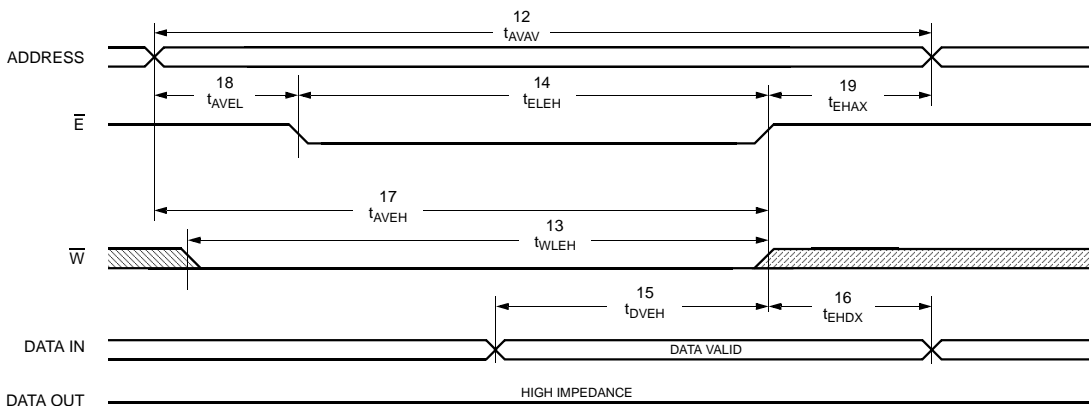 12
tAVAV
ADDRESS
18
tAVEL
14
tELEH
19
tEHAX
E̅
17
tAVEH
13
tWLEH
W̅
15
tDVEH
16
tEHDX
DATA IN
DATA VALID
DATA OUT
HIGH IMPEDANCE